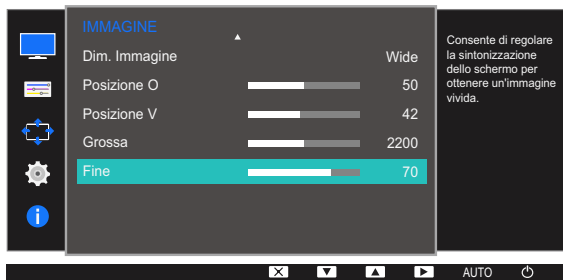 IMMAGINE
Dim. Immagine Wide
Posizione O 50
Posizione V 42
Grossa 2200
Fine 70
Consente di regolare
la sintonizzazione
dello schermo per
ottenere un'immagine
vivida.
AUTO